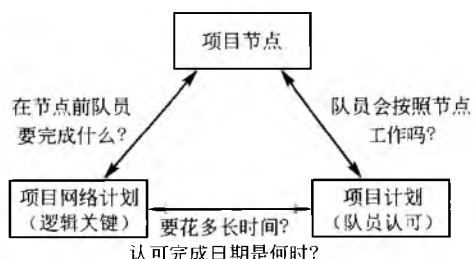 项目节点
在节点前队员
要完成什么?
队员会按照节点
工作吗?
项目网络计划
(逻辑关键)
要花多长时间?
项目计划
(队员认可)
认可完成日期是何时?